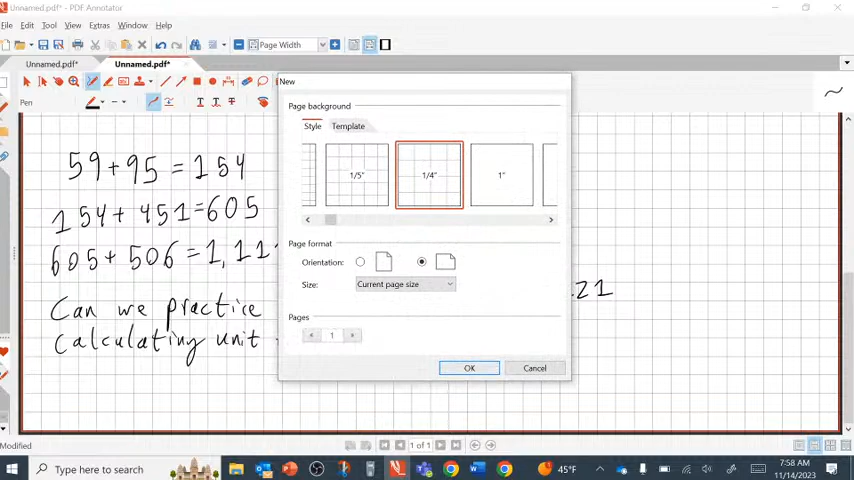 Unnamed.pdf* - PDF Annotator
File Edit Tool View Extras Window Help
Page Width
Unnamed.pdf* Unnamed.pdf*
Pen
New
Page background
Style Template
1/5" 1/4" 1"
Page format
Orientation:
Size: Current page size
Pages
1
OK Cancel
59+95=154
154+451=605
605+506=1,11
Can we practice
calculating unit
21
1 of 1
Modified
Type here to search
45°F
7:58 AM
11/14/2023